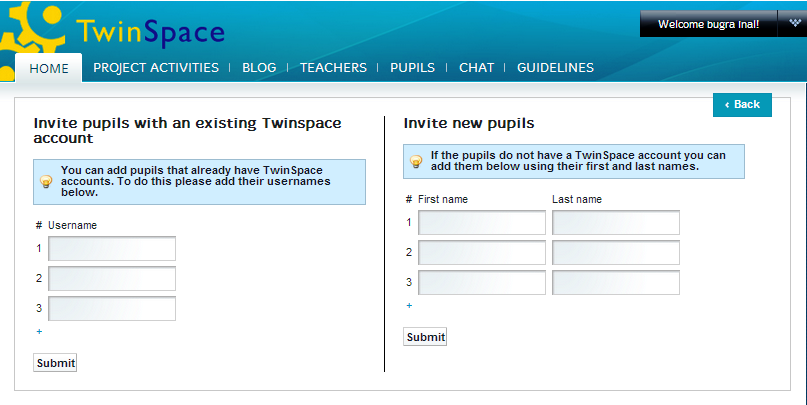 TwinSpace
Welcome bugra inal!
HOME
PROJECT ACTIVITIES
BLOG
TEACHERS
PUPILS
CHAT
GUIDELINES
‹ Back
Invite pupils with an existing Twinspace
account
You can add pupils that already have TwinSpace
accounts. To do this please add their usernames
below.
# Username
1
2
3
+
Submit
Invite new pupils
If the pupils do not have a TwinSpace account you can
add them below using their first and last names.
# First name Last name
1
2
3
+
Submit